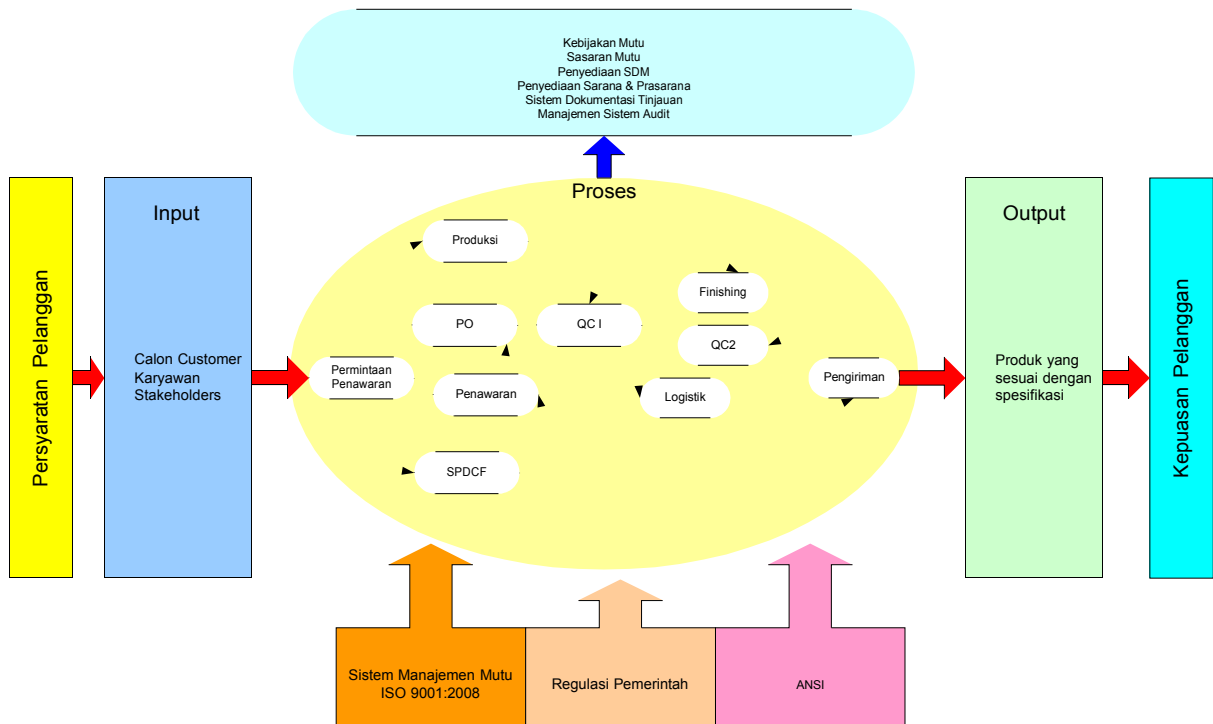 Kebijakan Mutu
Sasaran Mutu
Penyediaan SDM
Penyediaan Sarana & Prasarana
Sistem Dokumentasi Tinjauan
Manajemen Sistem Audit
Persyaratan Pelanggan
Input
Calon Customer
Karyawan
Stakeholders
Proses
Produksi
PO
QC I
Finishing
QC2
Permintaan
Penawaran
Penawaran
Logistik
Pengiriman
SPDCF
Output
Produk yang
sesuai dengan
spesifikasi
Kepuasan Pelanggan
Sistem Manajemen Mutu
ISO 9001:2008
Regulasi Pemerintah
ANSI